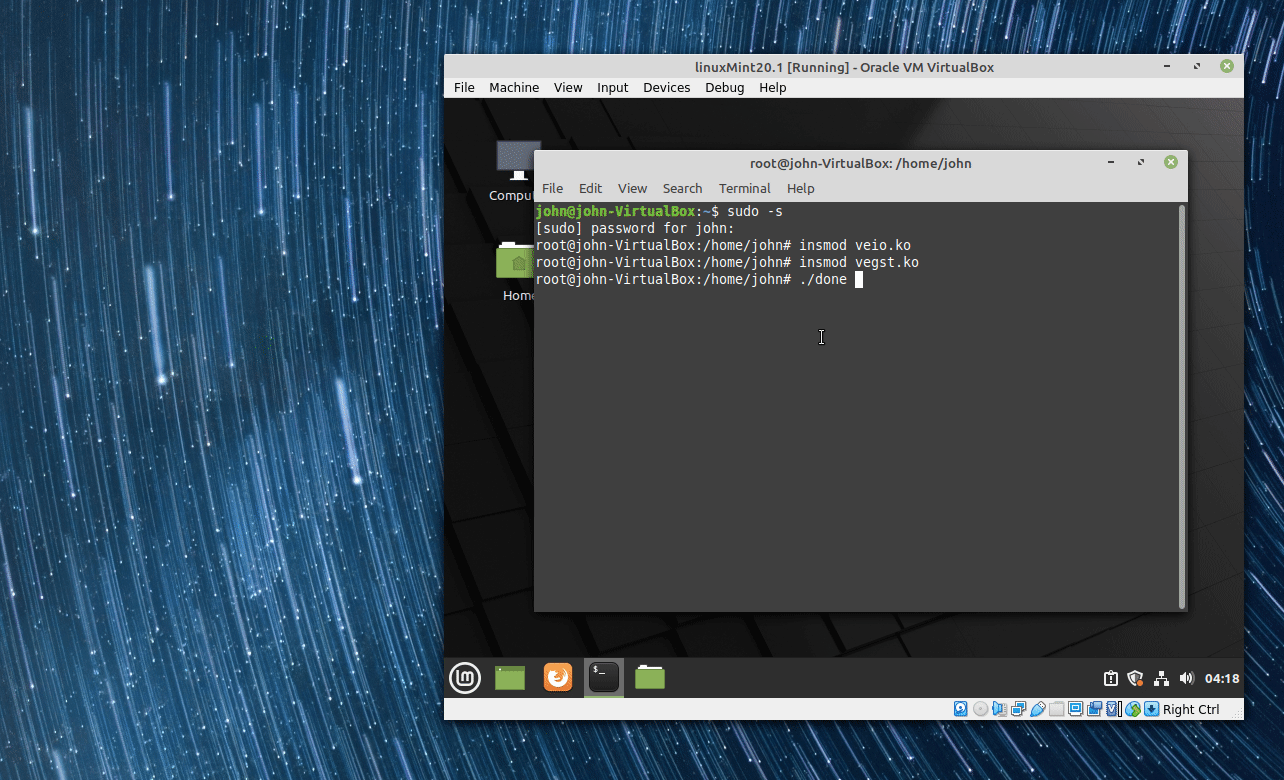 linuxMint20.1 [Running] - Oracle VM VirtualBox
File Machine View Input Devices Debug Help
Comput
Home
root@john-VirtualBox: /home/john
File Edit View Search Terminal Help
john@john-VirtualBox:~$ sudo -s
[sudo] password for john:
root@john-VirtualBox:/home/john# insmod veio.ko
root@john-VirtualBox:/home/john# insmod vegst.ko
root@john-VirtualBox:/home/john# ./done
$_
04:18
Right Ctrl